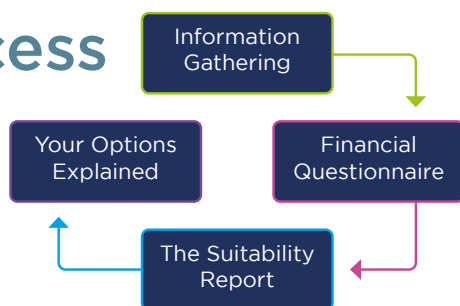 cess
Information
Gathering
Financial
Questionnaire
The Suitability
Report
Your Options
Explained